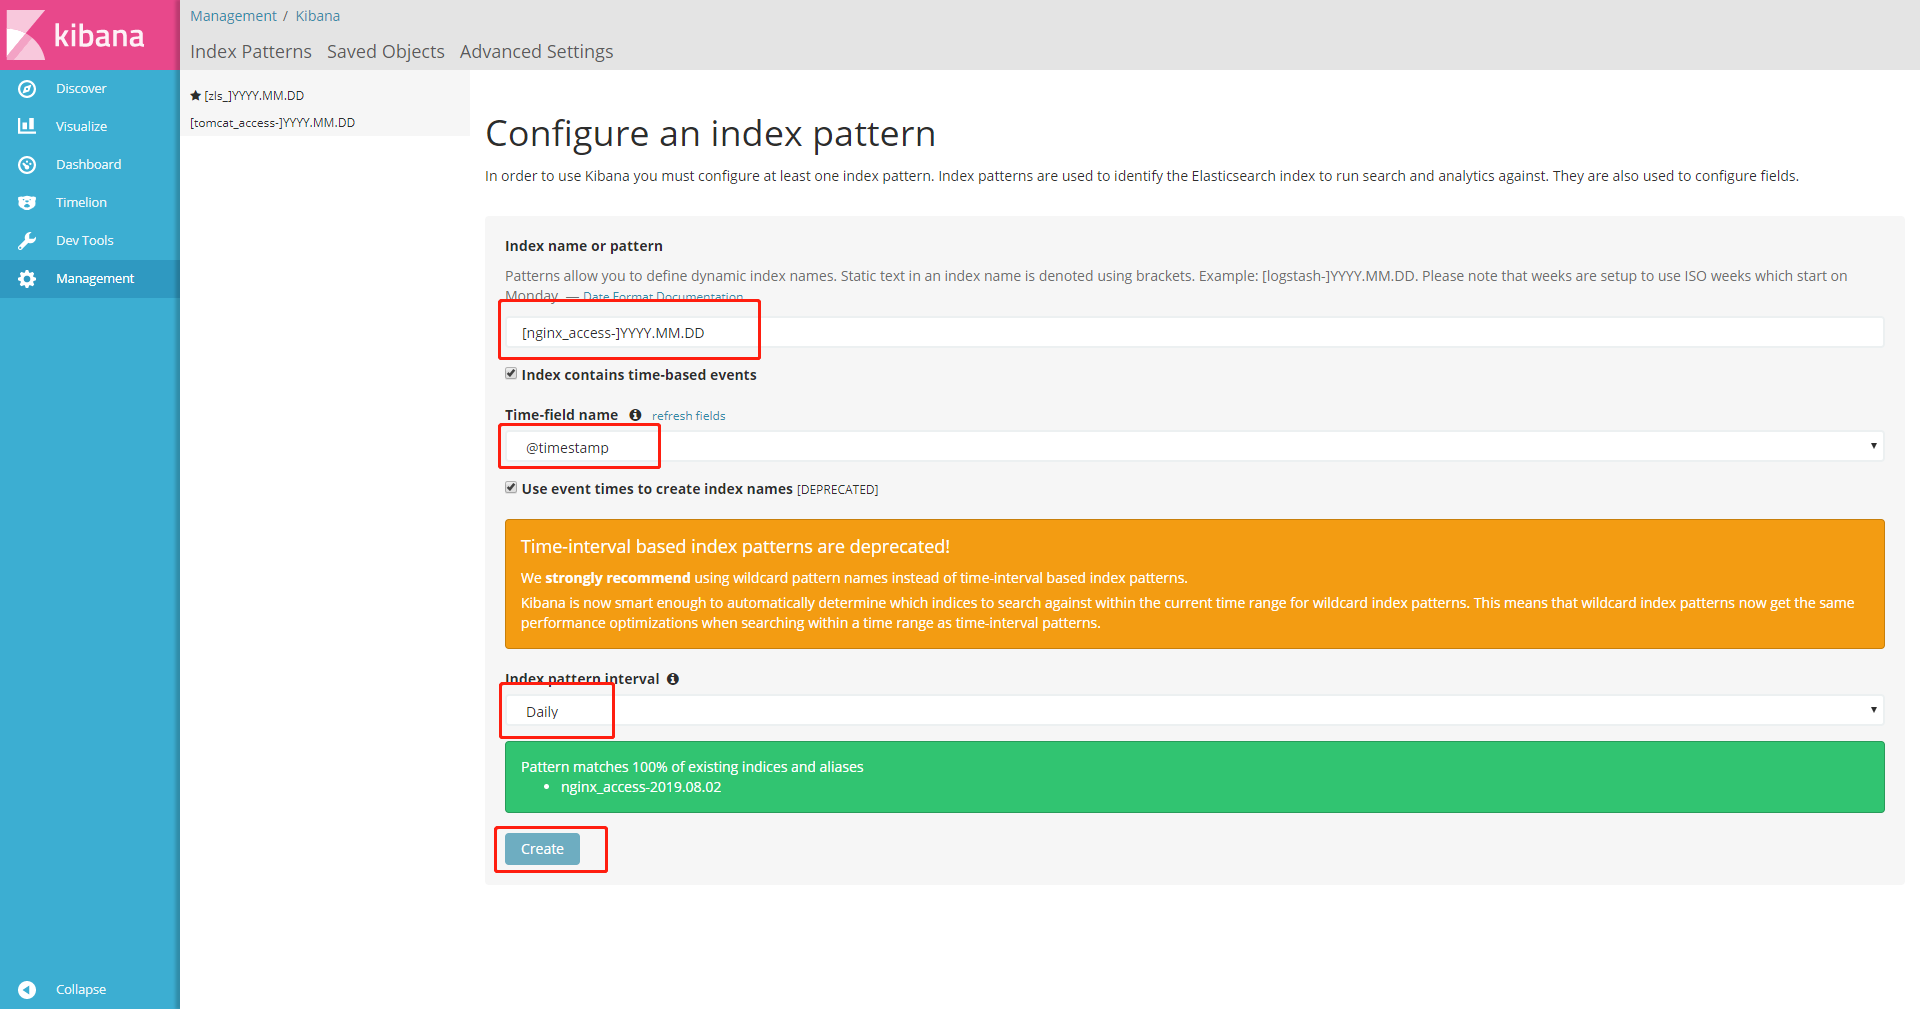 kibana
Management / Kibana
Index Patterns Saved Objects Advanced Settings
Discover
Visualize
Dashboard
Timelion
Dev Tools
Management
Collapse
[zls_]YYYY.MM.DD
[tomcat_access-]YYYY.MM.DD
Configure an index pattern
In order to use Kibana you must configure at least one index pattern. Index patterns are used to identify the Elasticsearch index to run search and analytics against. They are also used to configure fields.
Index name or pattern
Patterns allow you to define dynamic index names. Static text in an index name is denoted using brackets. Example: [logstash-]YYYY.MM.DD. Please note that weeks are setup to use ISO weeks which start on
Monday. — Date Format Documentation
[nginx_access-]YYYY.MM.DD
Index contains time-based events
Time-field name refresh fields
@timestamp
Use event times to create index names [DEPRECATED]
Time-interval based index patterns are deprecated!
We strongly recommend using wildcard pattern names instead of time-interval based index patterns.
Kibana is now smart enough to automatically determine which indices to search against within the current time range for wildcard index patterns. This means that wildcard index patterns now get the same
performance optimizations when searching within a time range as time-interval patterns.
Index pattern interval
Daily
Pattern matches 100% of existing indices and aliases
• nginx_access-2019.08.02
Create